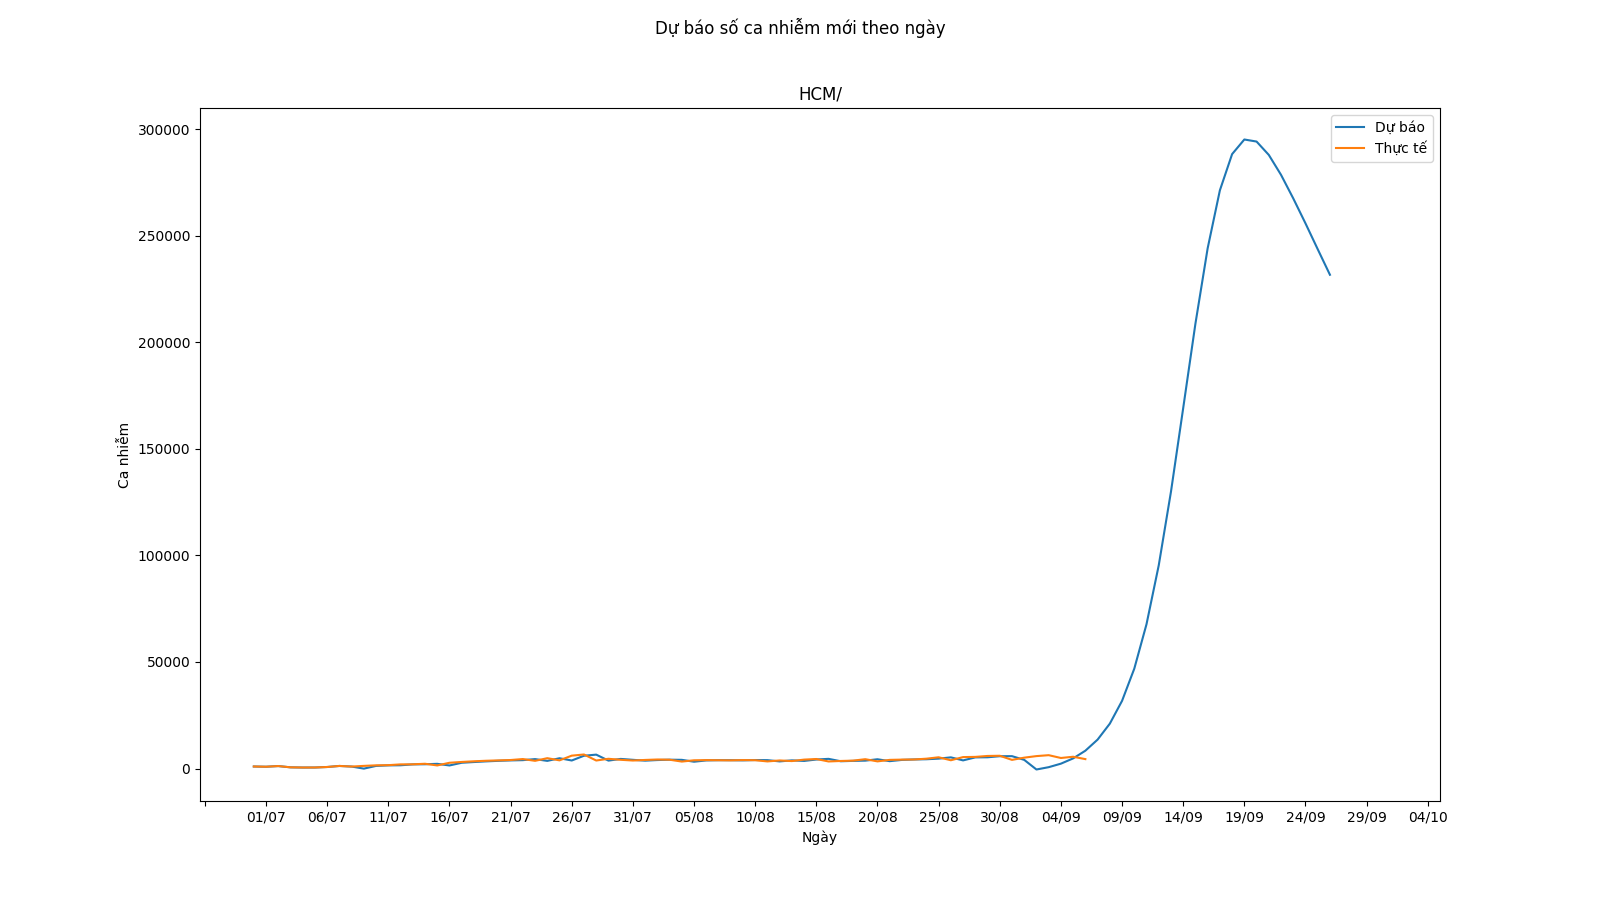 Dự báo số ca nhiễm mới theo ngày
HCM/
Dự báo
Thực tế
300000
250000
200000
150000
100000
50000
0
Ca nhiễm
01/07 06/07 11/07 16/07 21/07 26/07 31/07 05/08 10/08 15/08 20/08 25/08 30/08 04/09 09/09 14/09 19/09 24/09 29/09 04/10
Ngày